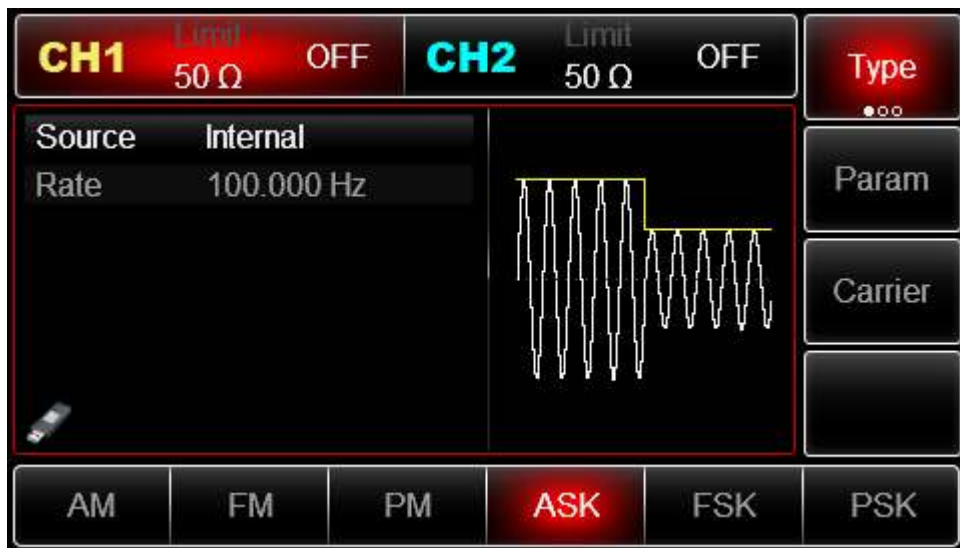 CH1 Limit 50 Ω OFF CH2 Limit 50 Ω OFF
Type
Source Internal
Rate 100.000 Hz
Param
Carrier
AM FM PM ASK FSK PSK